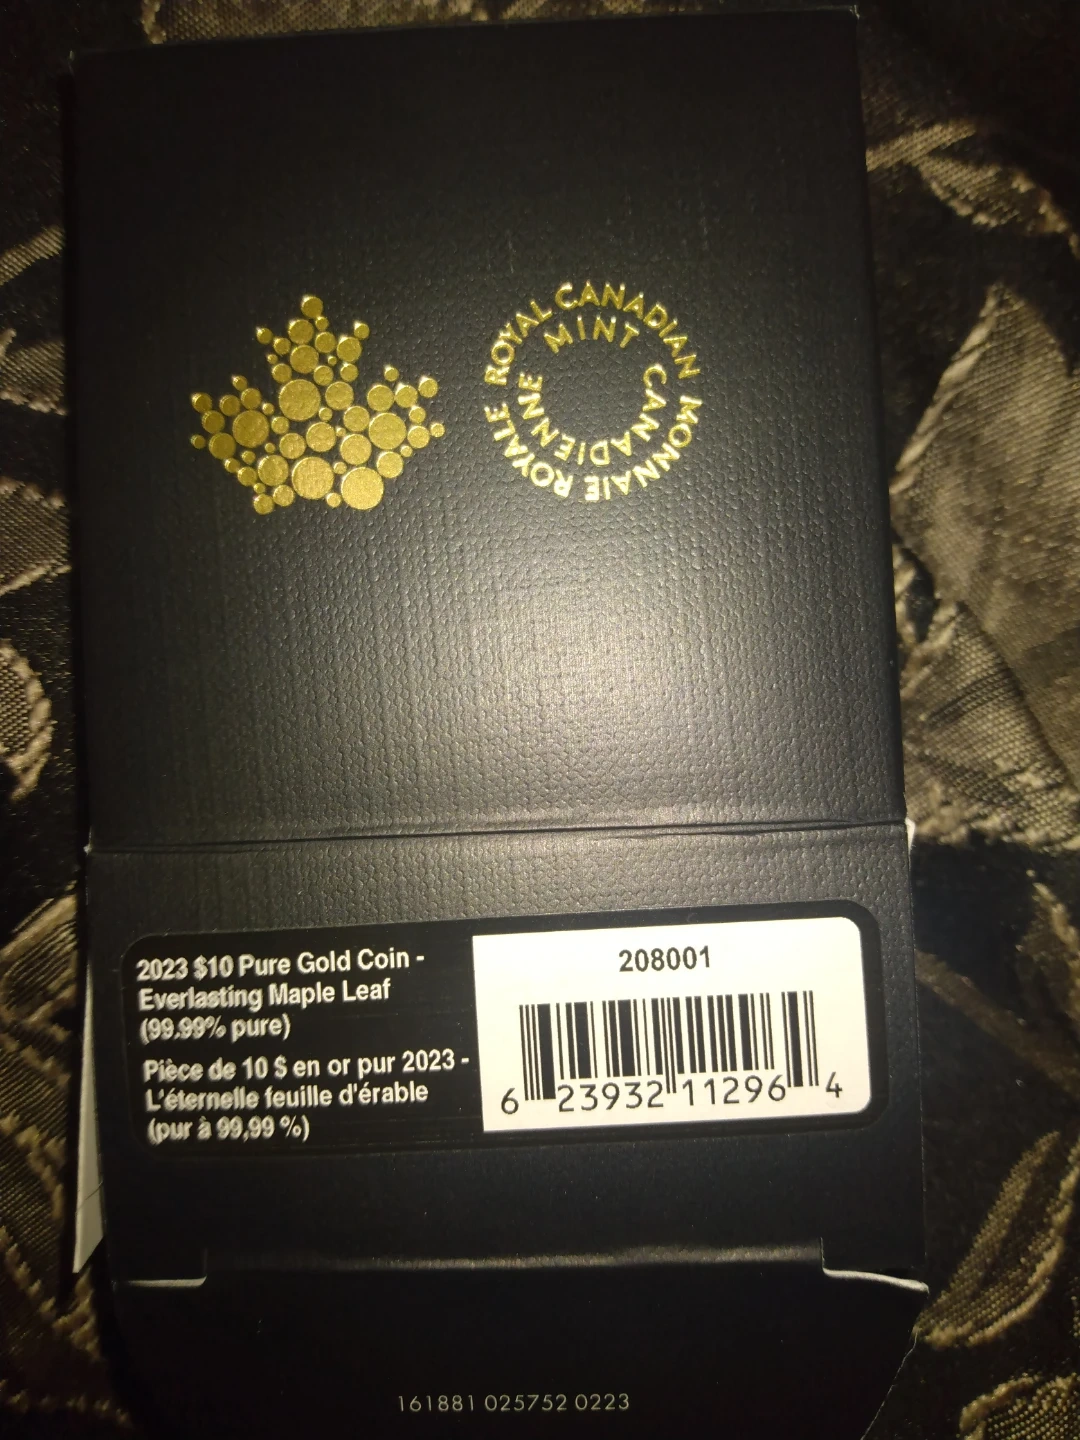 ROYAL CANADIAN
MINT
MONNAIE ROYALE
CANADIENNE
2023 $10 Pure Gold Coin -
Everlasting Maple Leaf
(99.99% pure)
Pièce de 10 $ en or pur 2023 -
L'éternelle feuille d'érable
(pur à 99,99 %)
208001
6 23932 11296 4
161881 025752 0223